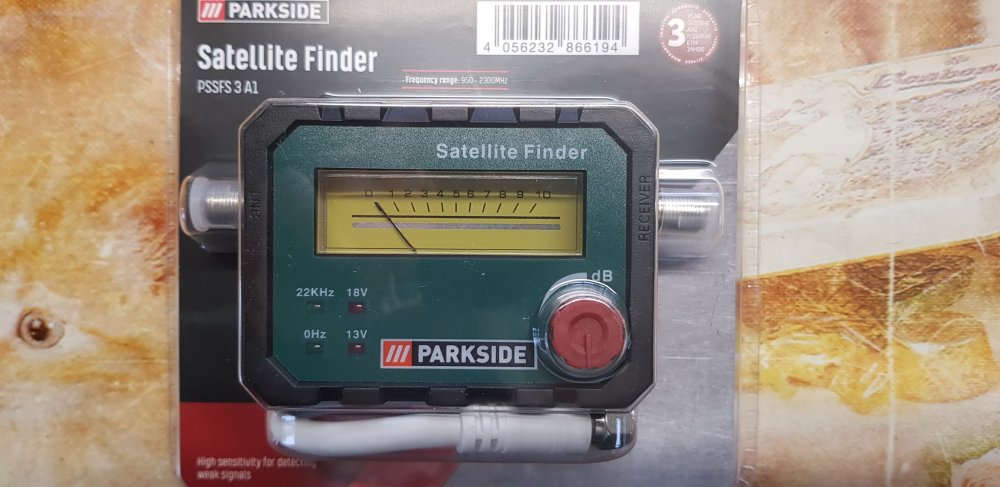 /// PARKSIDE
4 056232 866194
3
Satellite Finder
PSSFS 3 A1
Frequency range: 950 - 2300MHz
Satellite Finder
0 1 2 3 4 5 6 7 8 9 10
LNB
RECEIVER
dB
22KHz 18V
0Hz 13V
/// PARKSIDE
High sensitivity for detecting
weak signals